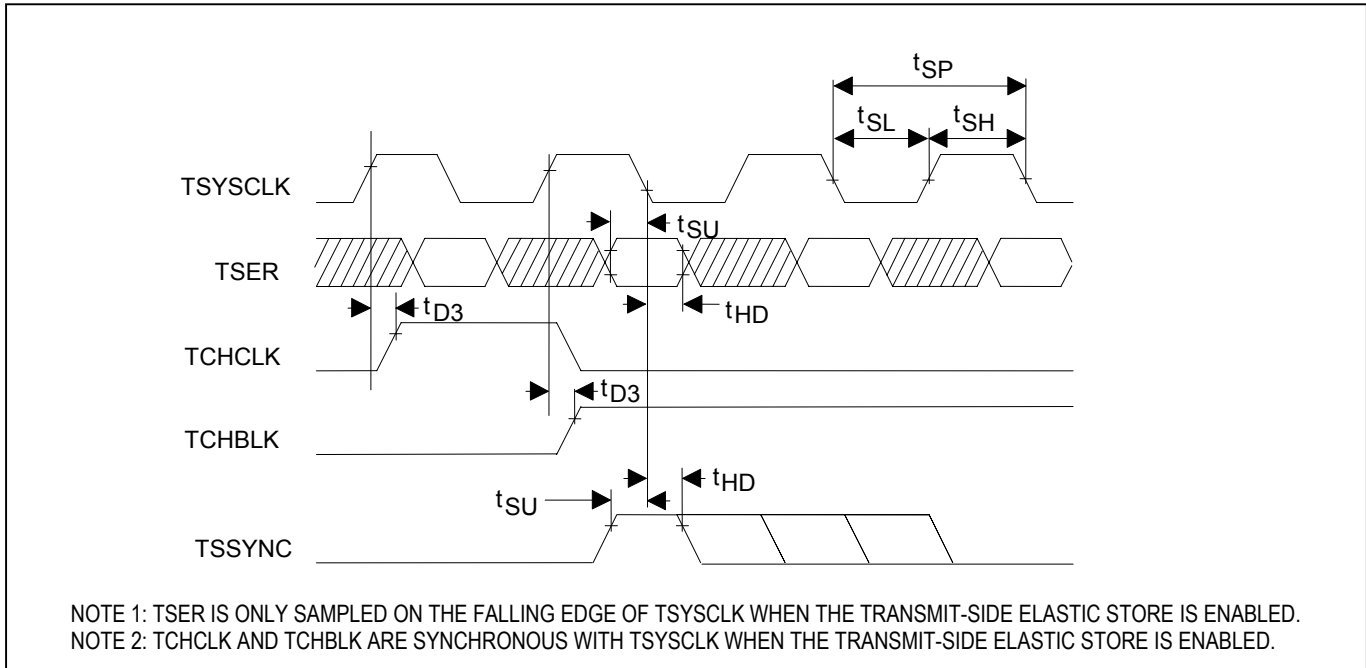 tSP
tSL
tSH
TSYSCLK
tSU
TSER
tD3
tHD
TCHCLK
tD3
TCHBLK
tHD
tSU
TSSYNC
NOTE 1: TSER IS ONLY SAMPLED ON THE FALLING EDGE OF TSYSCLK WHEN THE TRANSMIT-SIDE ELASTIC STORE IS ENABLED.
NOTE 2: TCHCLK AND TCHBLK ARE SYNCHRONOUS WITH TSYSCLK WHEN THE TRANSMIT-SIDE ELASTIC STORE IS ENABLED.